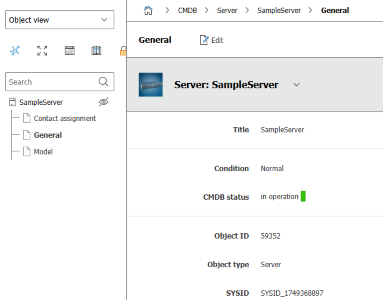 Object view
CMDB > Server > SampleServer > General
General
Edit
Search
SampleServer
Contact assignment
General
Model
Server: SampleServer
Title SampleServer
Condition Normal
CMDB status in operation
Object ID 59352
Object type Server
SYSID SYSID_1749368897